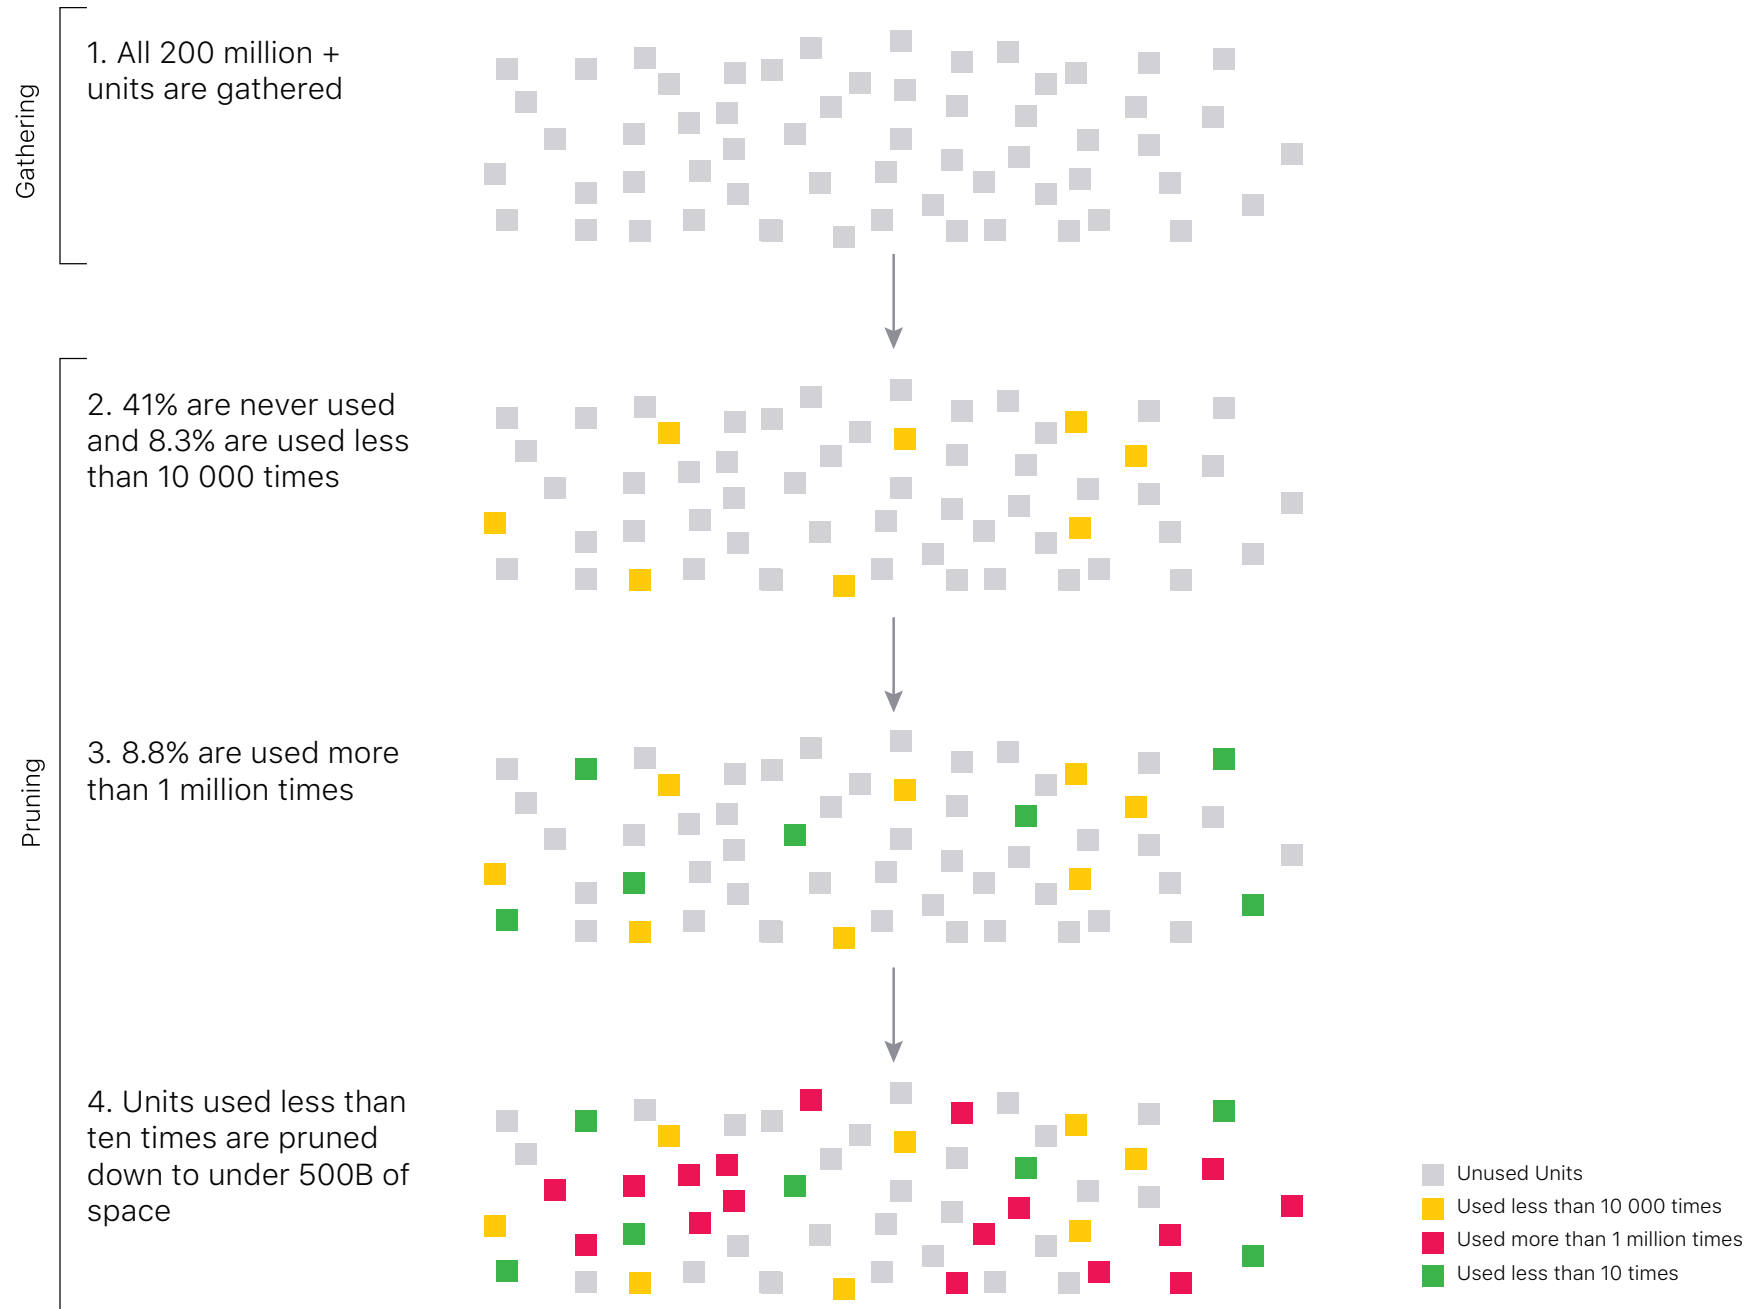 Gathering
1. All 200 million +
units are gathered
Pruning
2. 41% are never used
and 8.3% are used less
than 10 000 times
3. 8.8% are used more
than 1 million times
4. Units used less than
ten times are pruned
down to under 500B of
space
Unused Units
Used less than 10 000 times
Used more than 1 million times
Used less than 10 times